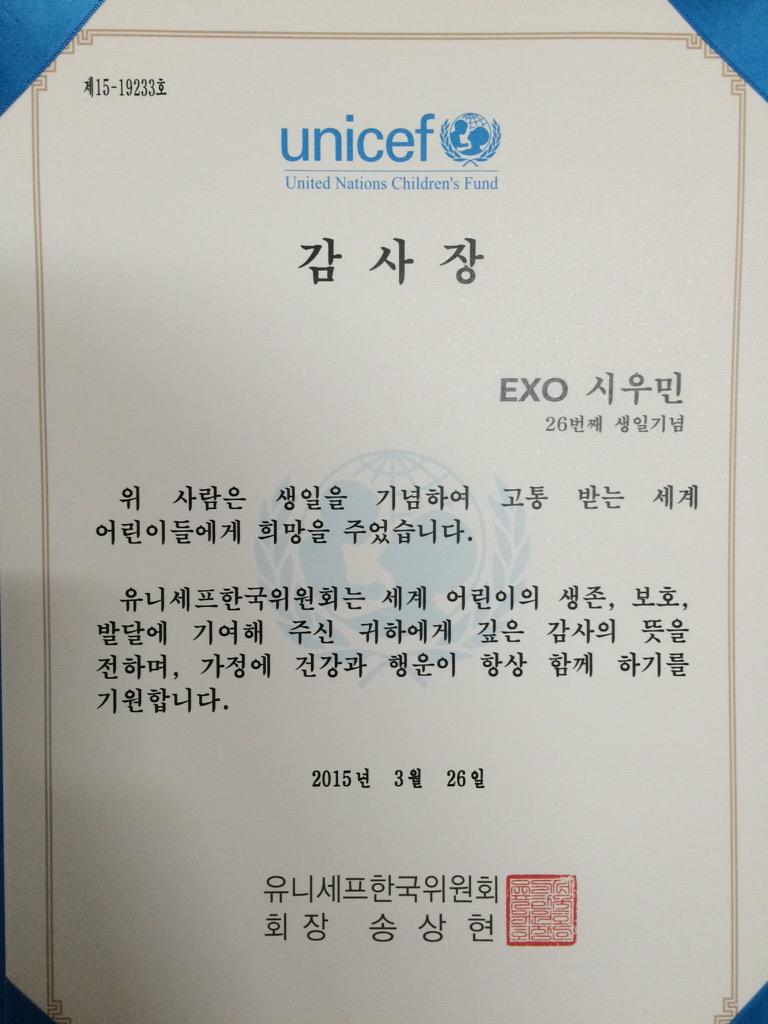 제15-19233호
unicef
United Nations Children's Fund
감 사 장
EXO 시우민
26번째 생일기념
위 사람은 생일을 기념하여 고통 받는 세계
어린이들에게 희망을 주었습니다.
유니세프한국위원회는 세계 어린이의 생존, 보호,
발달에 기여해 주신 귀하에게 깊은 감사의 뜻을
전하며, 가정에 건강과 행운이 항상 함께 하기를
기원합니다.
2015년 3월 26일
유니세프한국위원회
회장 송상현